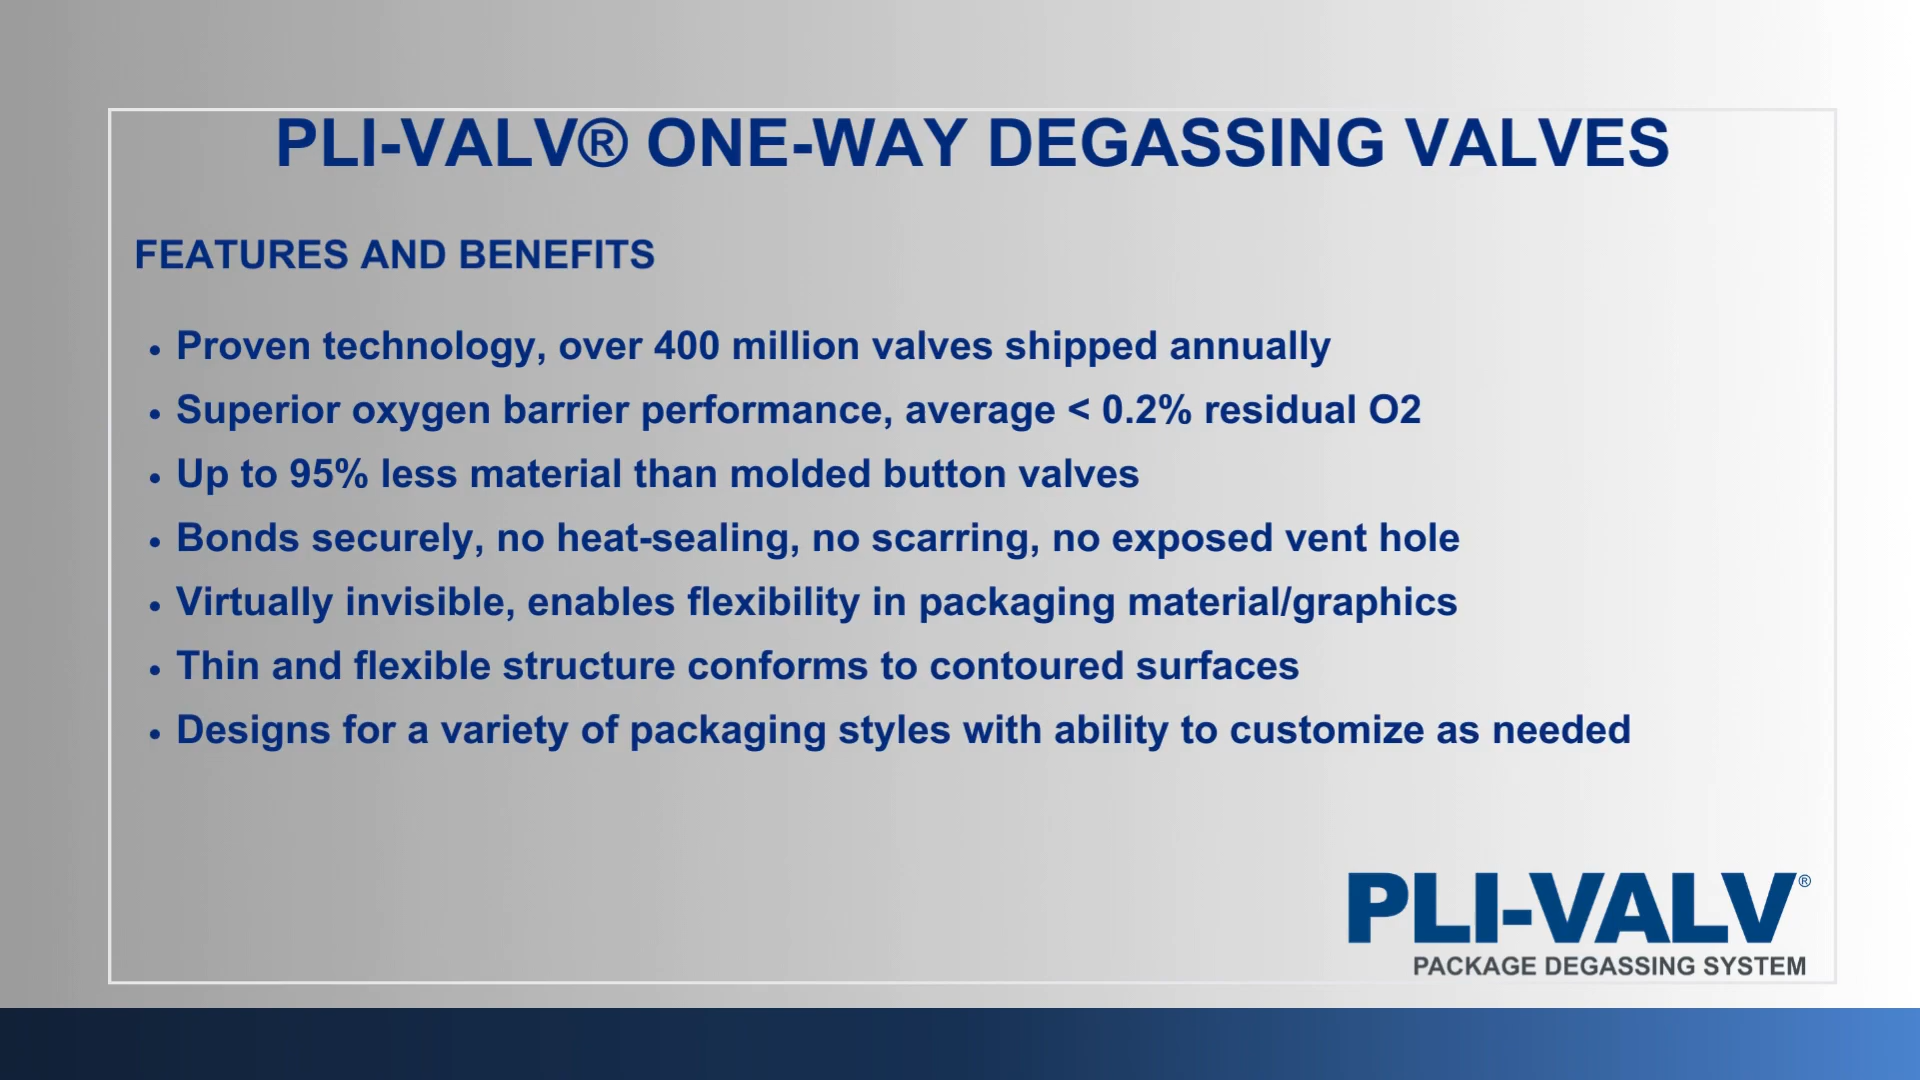 PLI-VALV® ONE-WAY DEGASSING VALVES
FEATURES AND BENEFITS
• Proven technology, over 400 million valves shipped annually
• Superior oxygen barrier performance, average < 0.2% residual O2
• Up to 95% less material than molded button valves
• Bonds securely, no heat-sealing, no scarring, no exposed vent hole
• Virtually invisible, enables flexibility in packaging material/graphics
• Thin and flexible structure conforms to contoured surfaces
• Designs for a variety of packaging styles with ability to customize as needed
PLI-VALV®
PACKAGE DEGASSING SYSTEM